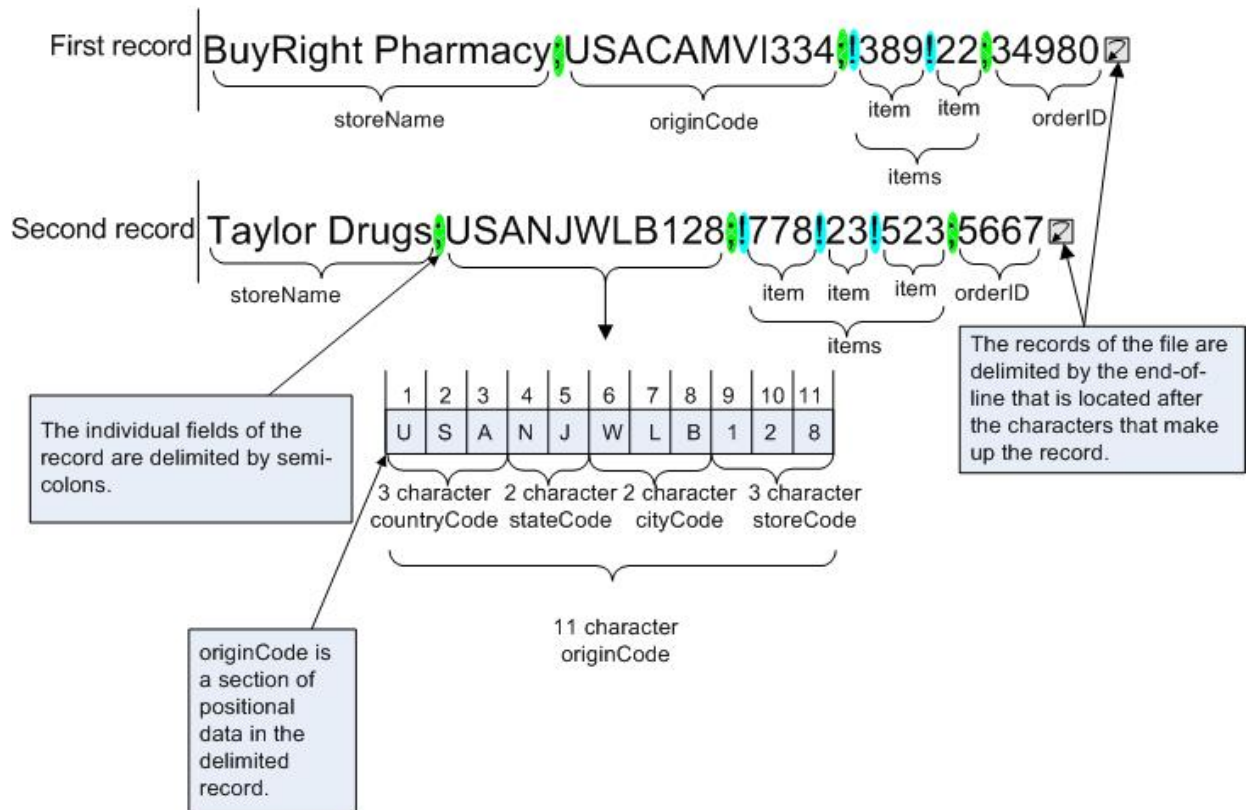 First record BuyRight Pharmacy;USACAMVI334;!389!22;34980
storeName originCode item item orderID
items
Second record Taylor Drugs;USANJWLB128;!778!23!523;5667
storeName item item item orderID
items
The individual fields of the
record are delimited by semi-
colons.
The records of the file are
delimited by the end-of-
line that is located after
the characters that make
up the record.
1 2 3 4 5 6 7 8 9 10 11
U S A N J W L B 1 2 8
3 character 2 character 2 character 3 character
countryCode stateCode cityCode storeCode
11 character
originCode
originCode is
a section of
positional
data in the
delimited
record.